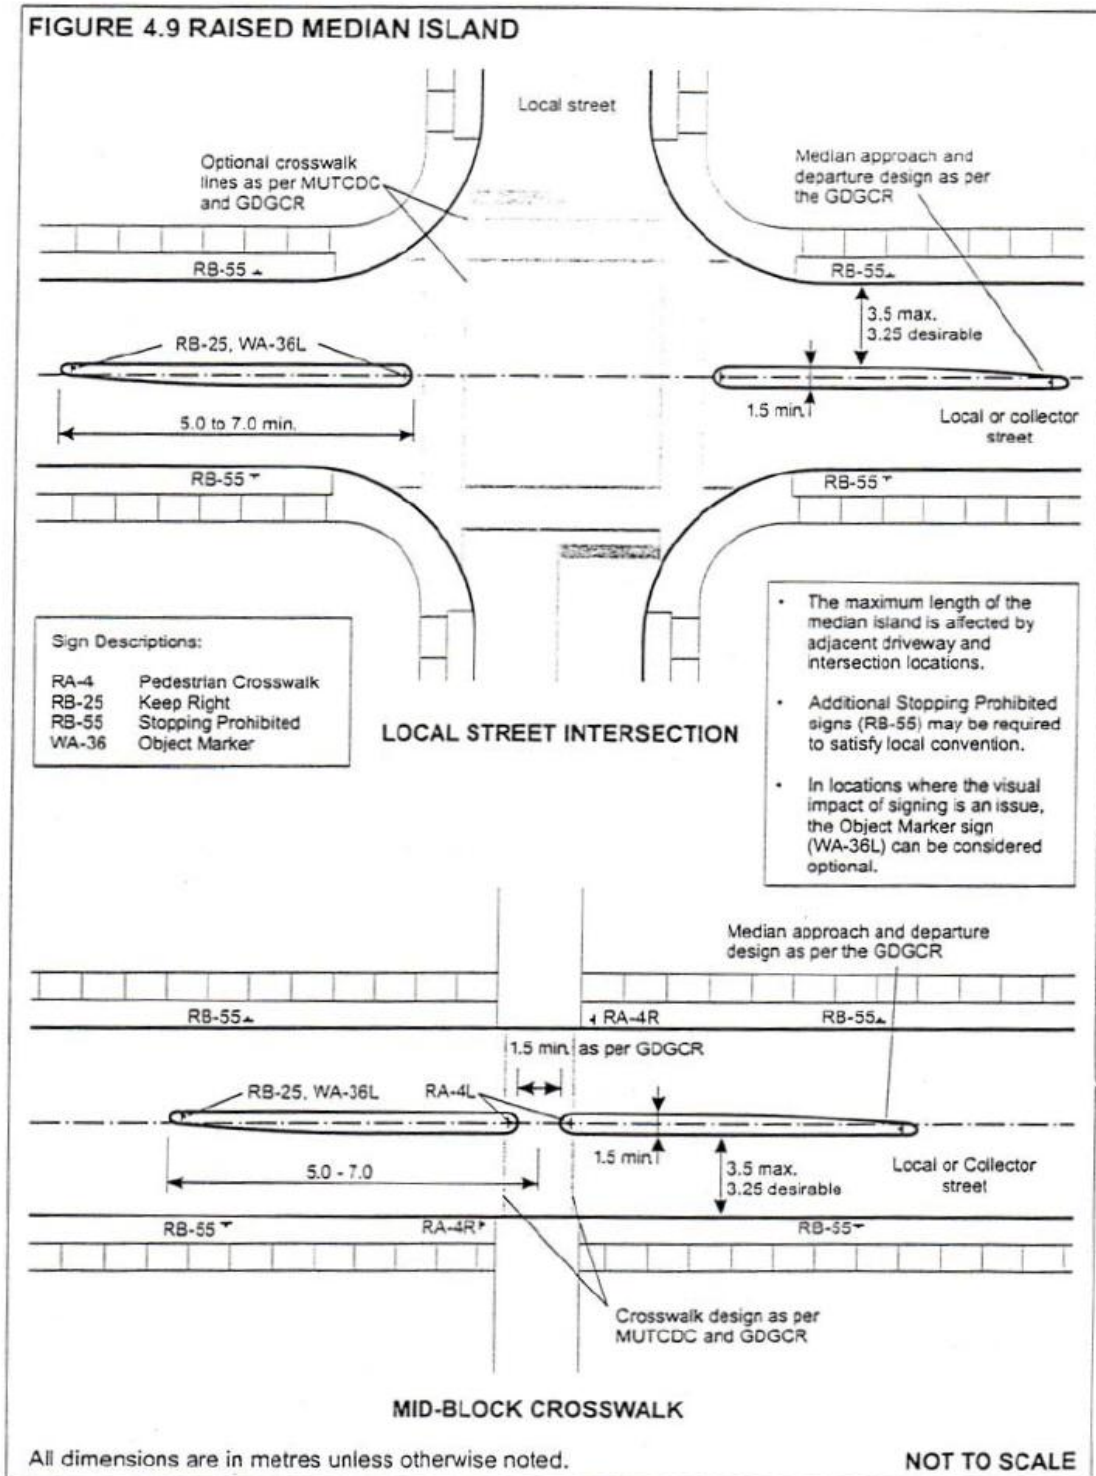 FIGURE 4.9 RAISED MEDIAN ISLAND
Local street
Optional crosswalk
lines as per MUTCDC
and GDGCR
Median approach and
departure design as per
the GDGCR
RB-55
RB-55
3.5 max.
3.25 desirable
RB-25, WA-36L
1.5 min.
5.0 to 7.0 min.
Local or collector
street
RB-55
RB-55
Sign Descriptions:
RA-4 Pedestrian Crosswalk
RB-25 Keep Right
RB-55 Stopping Prohibited
WA-36 Object Marker
LOCAL STREET INTERSECTION
• The maximum length of the
median island is affected by
adjacent driveway and
intersection locations.
• Additional Stopping Prohibited
signs (RB-55) may be required
to satisfy local convention.
• In locations where the visual
impact of signing is an issue,
the Object Marker sign
(WA-36L) can be considered
optional.
Median approach and departure
design as per the GDGCR
RB-55
RA-4R
RB-55
1.5 min. as per GDGCR
RB-25, WA-36L
RA-4L
1.5 min.
5.0 - 7.0
3.5 max.
3.25 desirable
Local or Collector
street
RB-55
RA-4R
RB-55
Crosswalk design as per
MUTCDC and GDGCR
MID-BLOCK CROSSWALK
All dimensions are in metres unless otherwise noted.
NOT TO SCALE